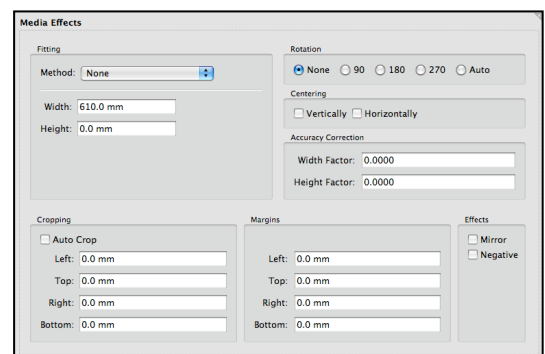 Media Effects
Fitting
Method: None
Width: 610.0 mm
Height: 0.0 mm
Rotation
None 90 180 270 Auto
Centering
Vertically Horizontally
Accuracy Correction
Width Factor: 0.0000
Height Factor: 0.0000
Cropping
Auto Crop
Left: 0.0 mm
Top: 0.0 mm
Right: 0.0 mm
Bottom: 0.0 mm
Margins
Left: 0.0 mm
Top: 0.0 mm
Right: 0.0 mm
Bottom: 0.0 mm
Effects
Mirror
Negative